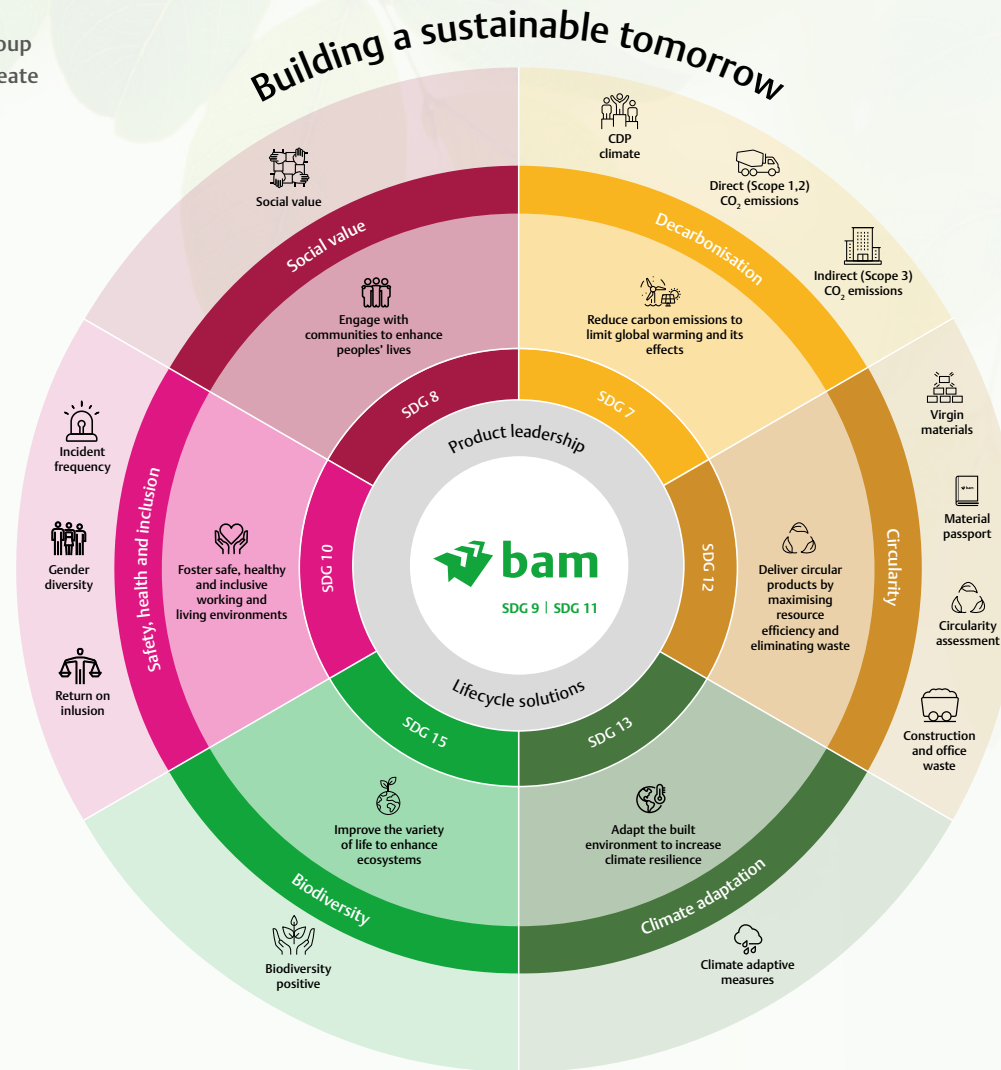 oup
eate
Building a sustainable tomorrow
CDP
climate
Direct (Scope 1,2)
CO₂ emissions
Indirect (Scope 3)
CO₂ emissions
Decarbonisation
Reduce carbon emissions to
limit global warming and its
effects
SDG 7
Virgin
materials
Material
passport
bam
Circularity
assessment
Construction
and office
waste
Circularity
Deliver circular
products by
maximising
resource
efficiency and
eliminating waste
SDG 12
Climate adaptive
measures
Climate adaptation
Adapt the built
environment to increase
climate resilience
SDG 13
Biodiversity
positive
Biodiversity
Improve the variety
of life to enhance
ecosystems
SDG 15
Incident
frequency
Gender
diversity
Return on
inlusion
Safety, health and inclusion
Foster safe, healthy
and inclusive
working and
living environments
SDG 10
Social value
Social value
Engage with
communities to enhance
peoples’ lives
SDG 8
Product leadership
bam
SDG 9 | SDG 11
Lifecycle solutions